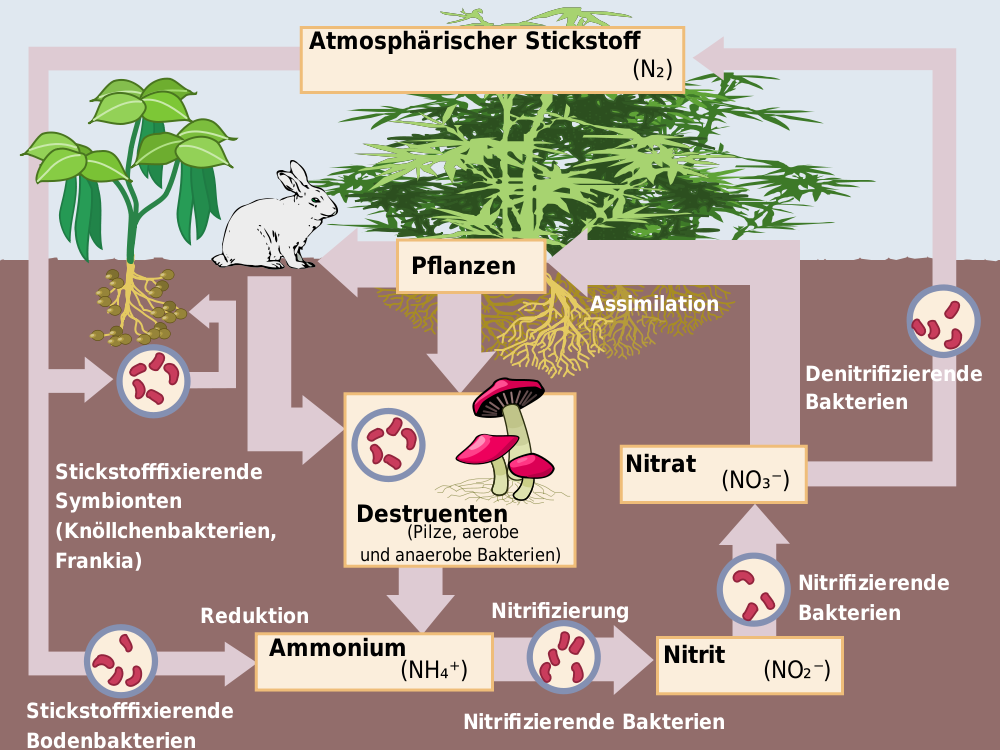 Atmosphärischer Stickstoff
(N₂)
Pflanzen
Assimilation
Denitrifizierende
Bakterien
Stickstofffixierende
Symbionten
(Knöllchenbakterien,
Frankia)
Destruenten
(Pilze, aerobe
und anaerobe Bakterien)
Nitrat
(NO₃⁻)
Nitrifizierende
Bakterien
Reduktion
Nitrifizierung
Ammonium
(NH₄⁺)
Nitrit
(NO₂⁻)
Stickstofffixierende
Bodenbakterien
Nitrifizierende Bakterien